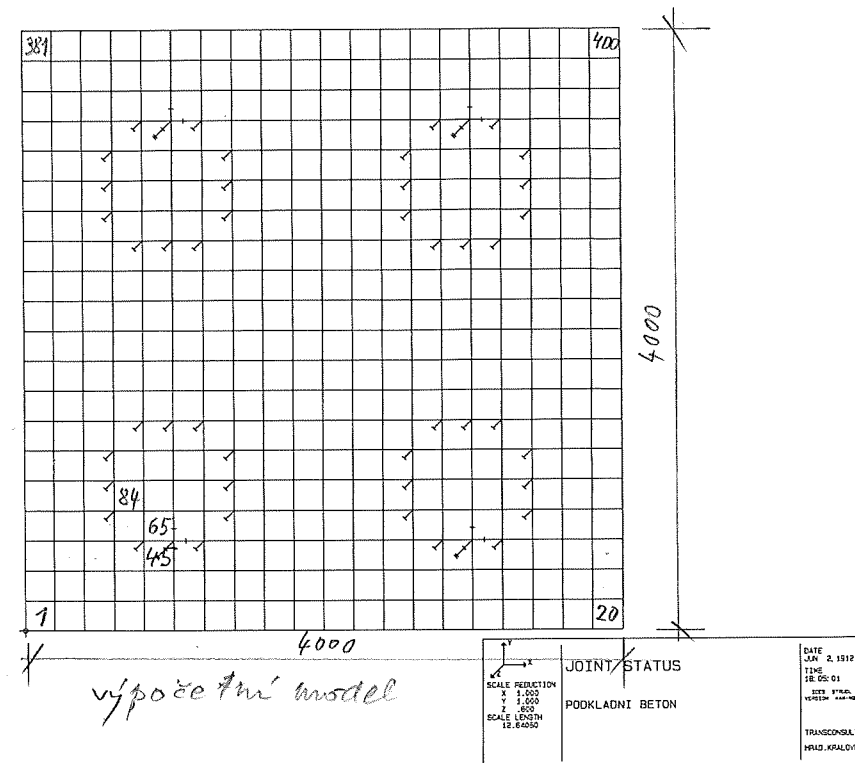 381
400
4000
84
65
45
1
20
4000
výpočetní model
JOINT STATUS
PODKLADNI BETON
SCALE REDUCTION
X 1.000
Y 1.000
Z .600
SCALE LENGTH
12.64050
Y
X
Z
DATE
JUN 2, 1912
TIME
18:05:01
TRANSCONSULT
HRAD.KRALOV